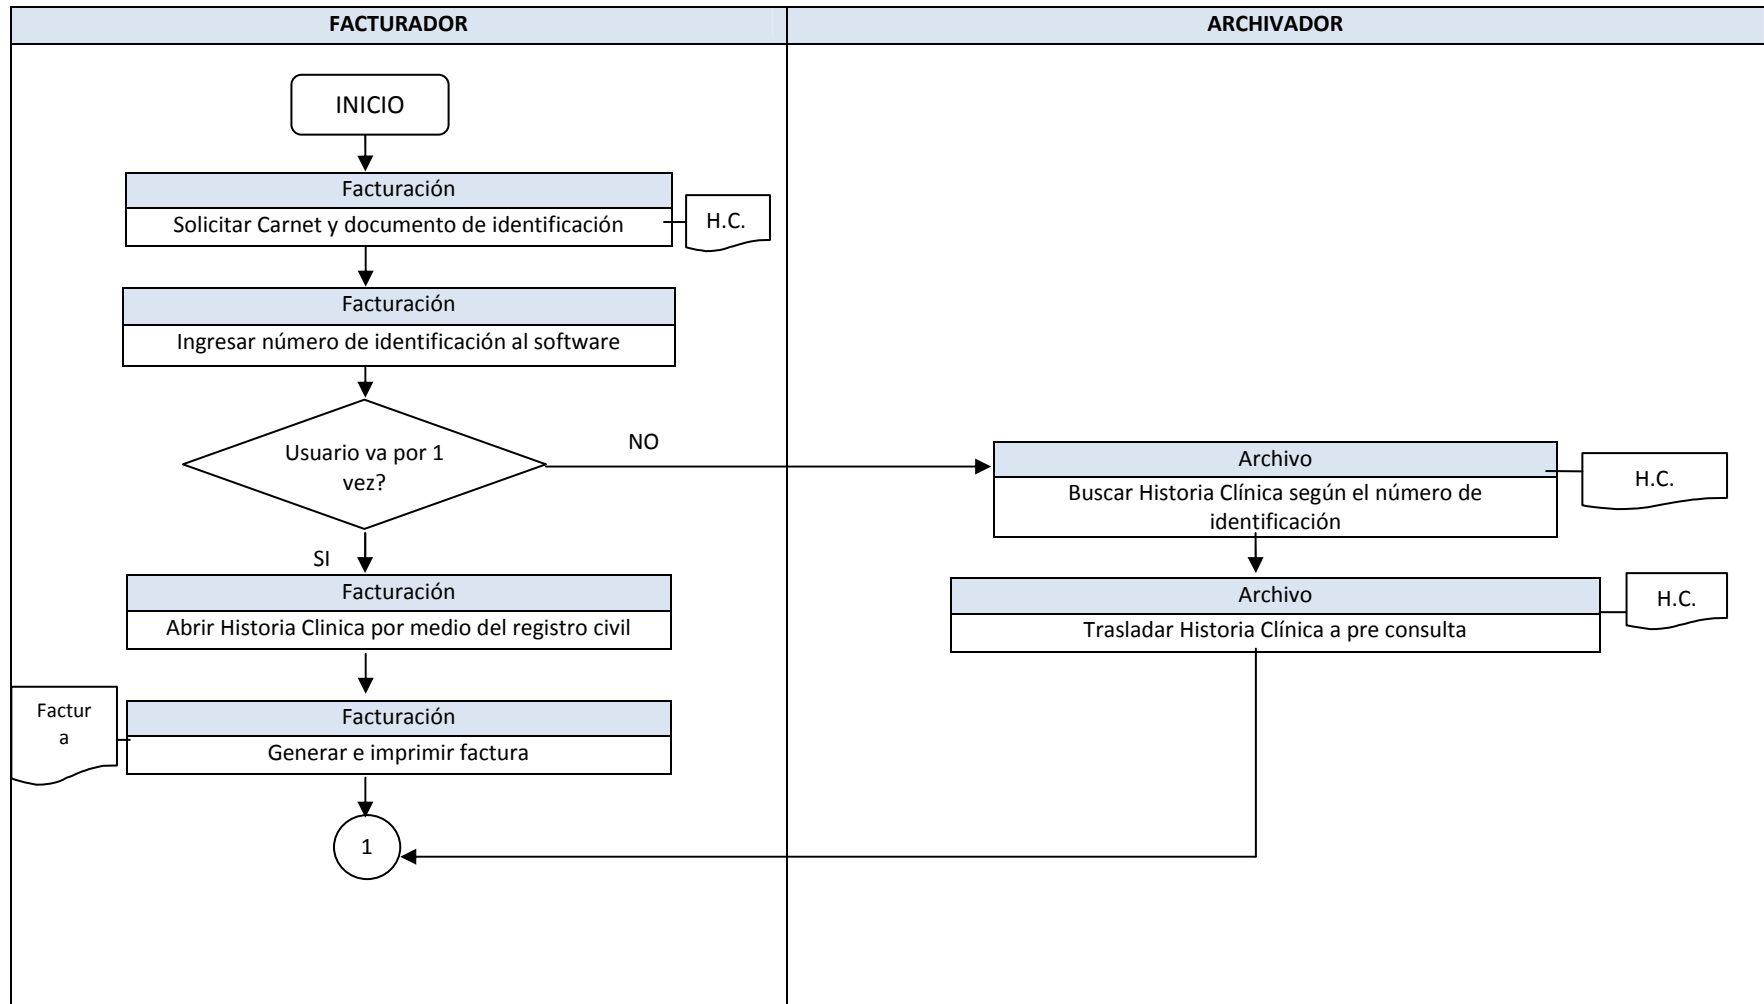 FACTURADOR
ARCHIVADOR
INICIO
Facturación
Solicitar Carnet y documento de identificación
H.C.
Facturación
Ingresar número de identificación al software
Usuario va por 1
vez?
NO
SI
Archivo
Buscar Historia Clínica según el número de
identificación
H.C.
Facturación
Abrir Historia Clinica por medio del registro civil
Archivo
Trasladar Historia Clínica a pre consulta
H.C.
Factur
a
Facturación
Generar e imprimir factura
1